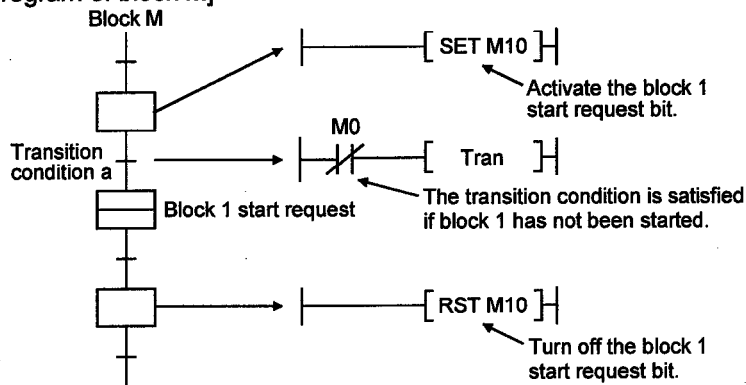 rogram of block M]
Block M
[ SET M10 ]
Activate the block 1
start request bit.
M0
Transition
condition a
[ Tran ]
The transition condition is satisfied
if block 1 has not been started.
Block 1 start request
[ RST M10 ]
Turn off the block 1
start request bit.